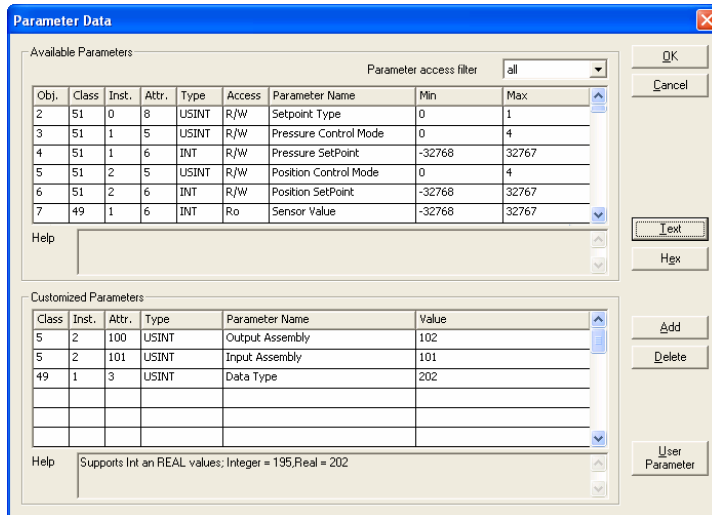 Parameter Data
Available Parameters
Parameter access filter all
Obj. Class Inst. Attr. Type Access Parameter Name Min Max
2 51 0 8 USINT R/W Setpoint Type 0 1
3 51 1 5 USINT R/W Pressure Control Mode 0 4
4 51 1 6 INT R/W Pressure SetPoint -32768 32767
5 51 2 5 USINT R/W Position Control Mode 0 4
6 51 2 6 INT R/W Position SetPoint -32768 32767
7 49 1 6 INT Ro Sensor Value -32768 32767
Help
Customized Parameters
Class Inst. Attr. Type Parameter Name Value
5 2 100 USINT Output Assembly 102
5 2 101 USINT Input Assembly 101
49 1 3 USINT Data Type 202
Help Supports Int an REAL values; Integer = 195,Real = 202
OK
Cancel
Text
Hex
Add
Delete
User
Parameter